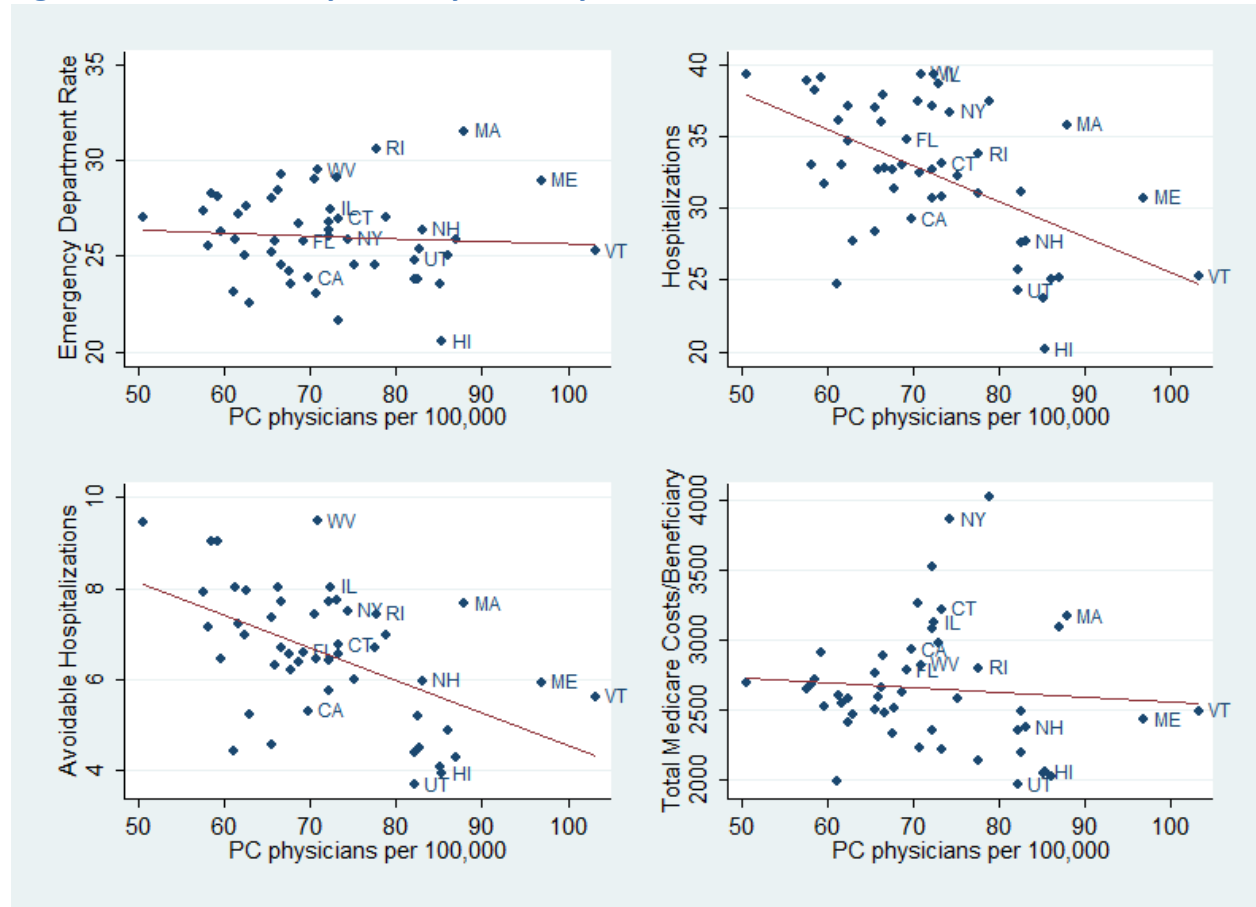 Emergency Department Rate
35
30
25
20
MA
RI
WV
ME
IL
CT
NH
FL
NY
VT
UT
CA
HI
50 60 70 80 90 100
PC physicians per 100,000
Hospitalizations
40
35
30
25
20
WV
IL
NY
MA
FL
CT
RI
ME
CA
NH
VT
UT
HI
50 60 70 80 90 100
PC physicians per 100,000
Avoidable Hospitalizations
10
8
6
4
WV
IL
MA
NY
RI
CT
FL
NH
ME
VT
CA
HI
UT
50 60 70 80 90 100
PC physicians per 100,000
Total Medicare Costs/Beneficiary
4000
3500
3000
2500
2000
NY
CT
MA
IL
CA
WV
RI
FL
VT
ME
NH
HI
UT
50 60 70 80 90 100
PC physicians per 100,000